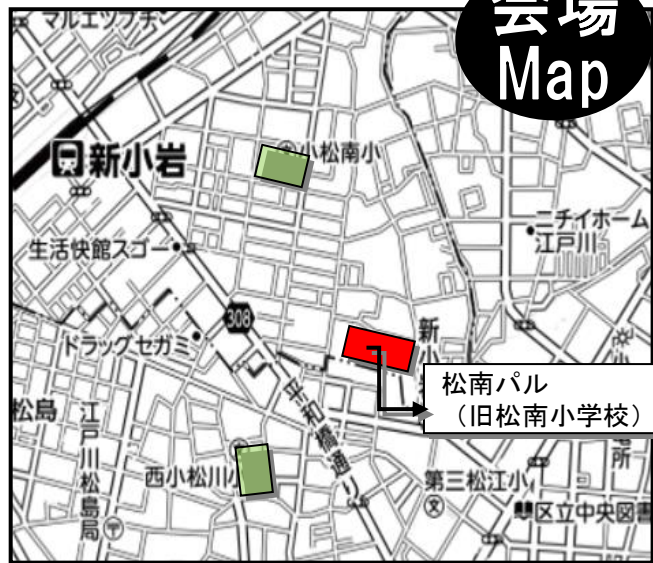 会場
Map
マルエツプチ
新小岩
小松南小
ニチイホーム
江戸川
生活快館スゴー
308
ドラッグセガミ
新小
松南パル
（旧松南小学校）
松島
江戸川松島局
平和橋通り
西小松川小
第三松江小
区立中央図書